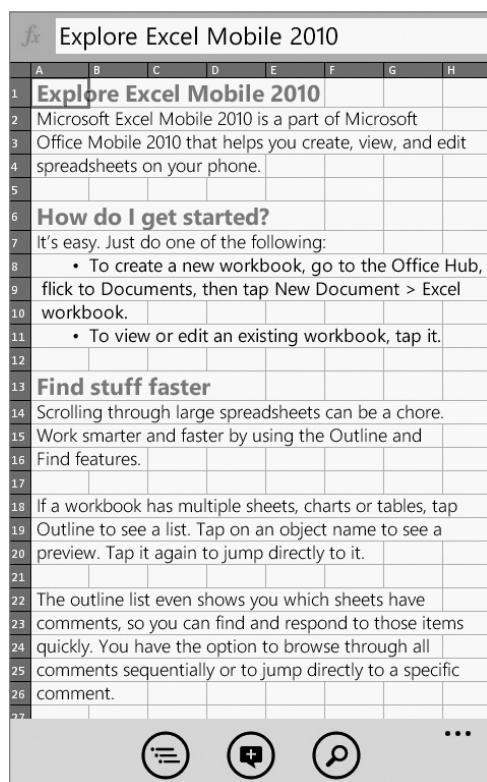 fx Explore Excel Mobile 2010
A B C D E F G H
1 Explore Excel Mobile 2010
2 Microsoft Excel Mobile 2010 is a part of Microsoft
3 Office Mobile 2010 that helps you create, view, and edit
4 spreadsheets on your phone.
5
6 How do I get started?
7 It's easy. Just do one of the following:
8 • To create a new workbook, go to the Office Hub,
9 flick to Documents, then tap New Document > Excel
10 workbook.
11 • To view or edit an existing workbook, tap it.
12
13 Find stuff faster
14 Scrolling through large spreadsheets can be a chore.
15 Work smarter and faster by using the Outline and
16 Find features.
17
18 If a workbook has multiple sheets, charts or tables, tap
19 Outline to see a list. Tap on an object name to see a
20 preview. Tap it again to jump directly to it.
21
22 The outline list even shows you which sheets have
23 comments, so you can find and respond to those items
24 quickly. You have the option to browse through all
25 comments sequentially or to jump directly to a specific
26 comment.
27